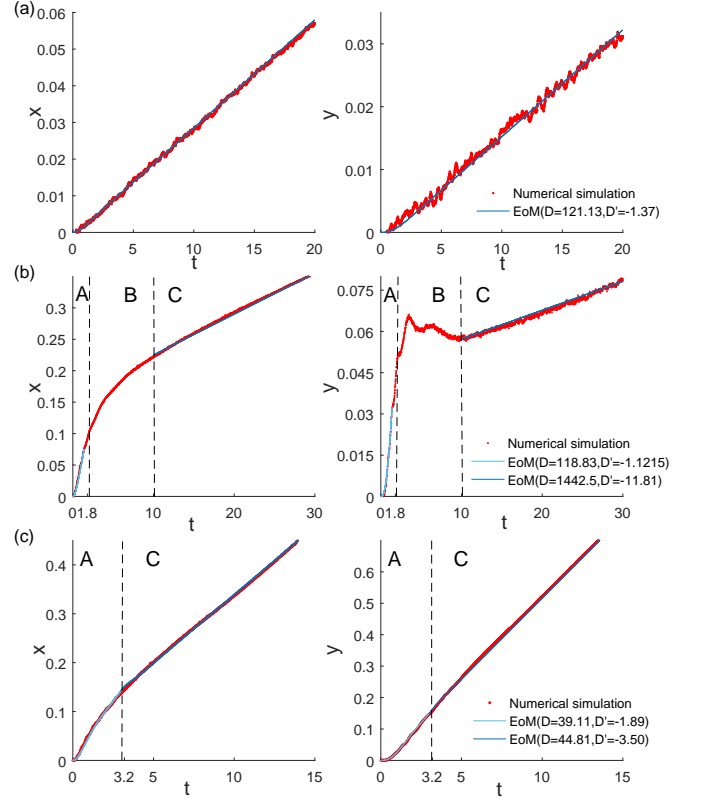 (a)
0.06
0.05
0.04
0.03
0.02
0.01
0
x
0 5 10 15 20
t
0.03
0.02
0.01
0
y
Numerical simulation
EoM(D=121.13,D'=-1.37)
0 5 10 15 20
t
(b)
A B C
0.3
0.25
0.2
0.15
0.1
0.05
0
x
01.8 10 20 30
t
A B C
0.075
0.06
0.045
0.03
0.015
0
y
Numerical simulation
EoM(D=118.83,D'=-1.1215)
EoM(D=1442.5,D'=-11.81)
01.8 10 20 30
t
(c)
A C
0.4
0.3
0.2
0.1
0
x
0 3.2 5 10 15
t
A C
0.6
0.5
0.4
0.3
0.2
0.1
0
y
Numerical simulation
EoM(D=39.11,D'=-1.89)
EoM(D=44.81,D'=-3.50)
0 3.2 5 10 15
t